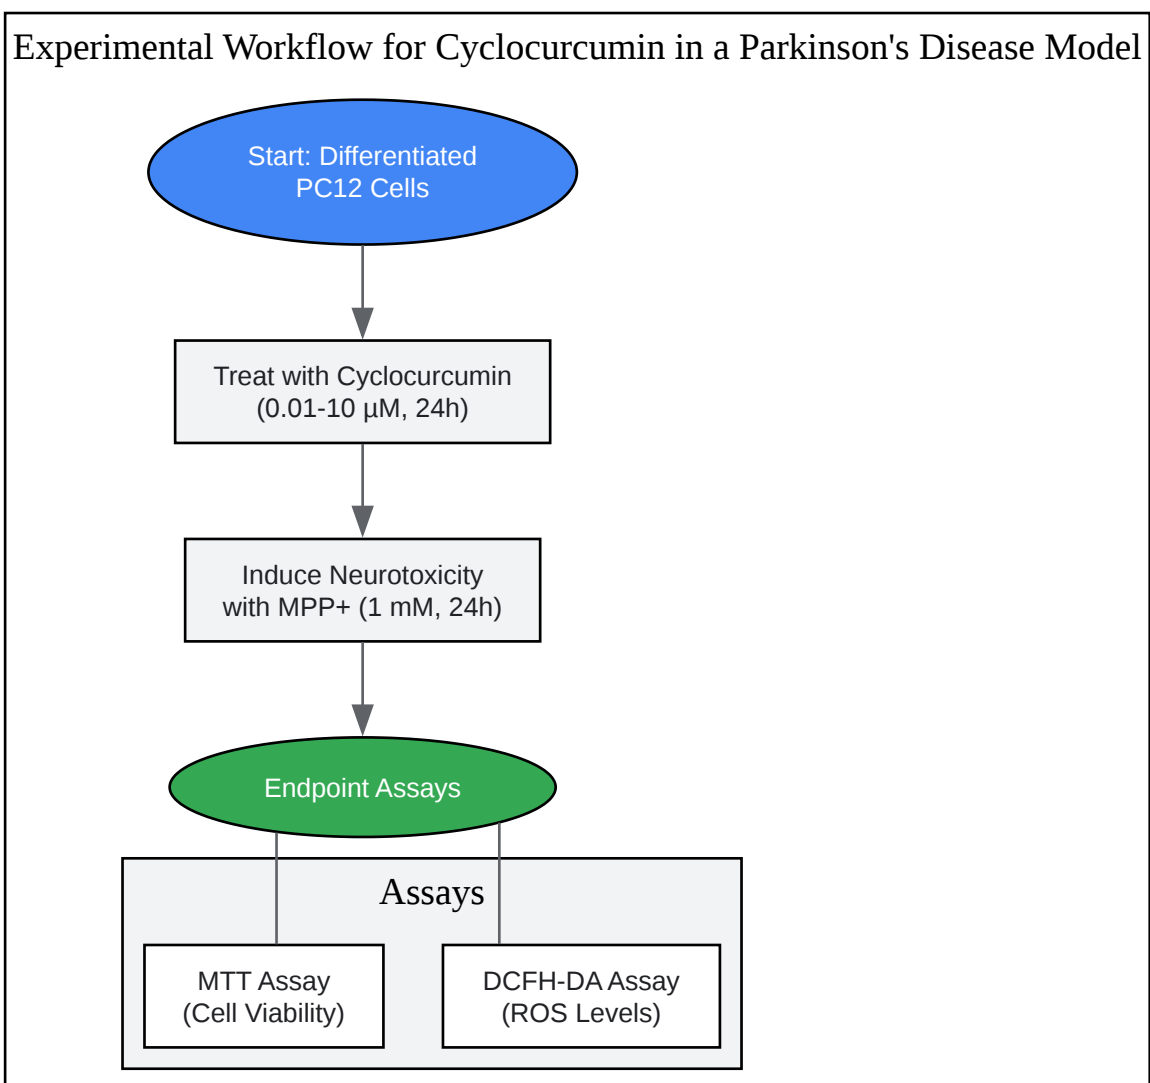 Experimental Workflow for Cyclocurcumin in a Parkinson's Disease Model
Start: Differentiated
PC12 Cells
Treat with Cyclocurcumin
(0.01-10 µM, 24h)
Induce Neurotoxicity
with MPP+ (1 mM, 24h)
Endpoint Assays
Assays
MTT Assay
(Cell Viability)
DCFH-DA Assay
(ROS Levels)